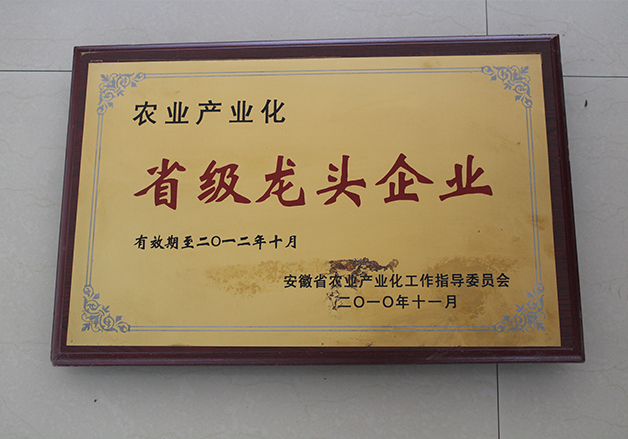 农业产业化
省级龙头企业
有效期至二〇一二年十月
安徽省农业产业化工作指导委员会
二〇一〇年十一月